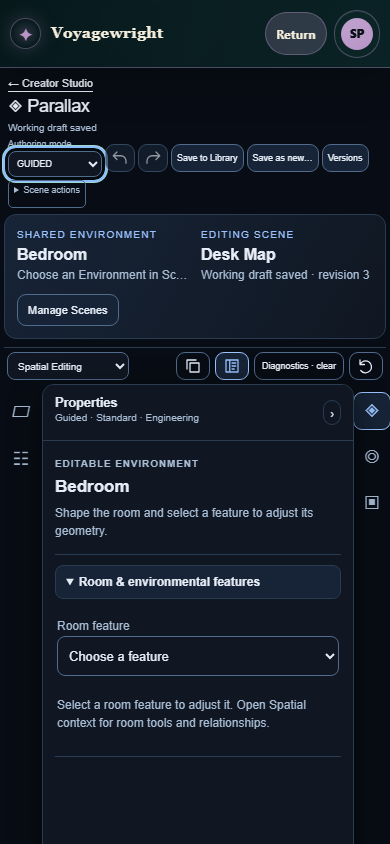 Voyagewright
Return
SP
← Creator Studio
Parallax
Working draft saved
Authoring mode
GUIDED
Save to Library
Save as new…
Versions
Scene actions
SHARED ENVIRONMENT
Bedroom
Choose an Environment in Sc…
EDITING SCENE
Desk Map
Working draft saved · revision 3
Manage Scenes
Spatial Editing
Diagnostics · clear
Properties
Guided · Standard · Engineering
EDITABLE ENVIRONMENT
Bedroom
Shape the room and select a feature to adjust its
geometry.
Room & environmental features
Room feature
Choose a feature
Select a room feature to adjust it. Open Spatial
context for room tools and relationships.